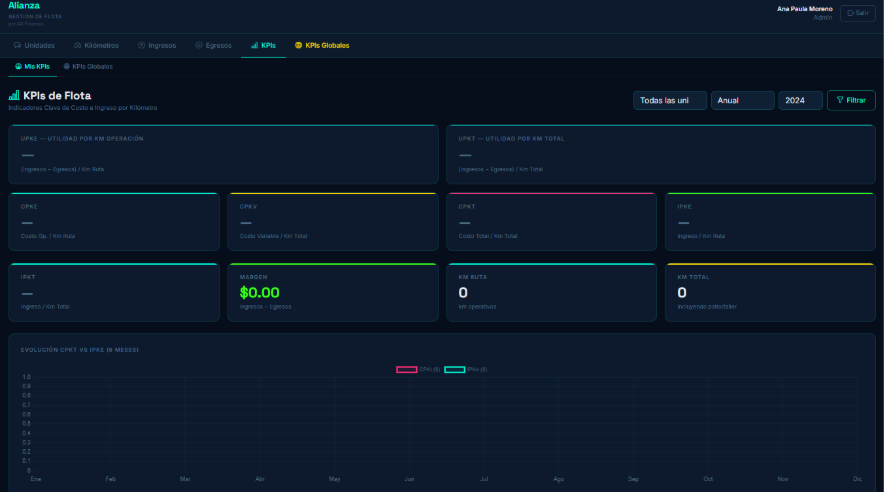 Alianza
GESTIÓN DE FLOTA
por AB Finanzas
Ana Paula Moreno
Admin
Salir
Unidades
Kilómetros
Ingresos
Egresos
KPIs
KPIs Globales
Mis KPIs
KPIs Globales
KPIs de Flota
Indicadores Clave de Costo e Ingreso por Kilómetro
Todas las uni
Anual
2024
Filtrar
UPKE — UTILIDAD POR KM OPERACIÓN
—
(Ingresos − Egresos) / Km Ruta
UPKT — UTILIDAD POR KM TOTAL
—
(Ingresos − Egresos) / Km Total
CPKE
—
Costo Op. / Km Ruta
CPKV
—
Costo Variable / Km Total
CPKT
—
Costo Total / Km Total
IPKE
—
Ingreso / Km Ruta
IPKT
—
Ingreso / Km Total
MARGEN
$0.00
Ingresos − Egresos
KM RUTA
0
km operativos
KM TOTAL
0
incluyendo patio/taller
EVOLUCIÓN CPKT VS IPKE (6 MESES)
CPKt ($)
IPKe ($)
1.0
0.9
0.8
0.7
0.6
0.5
0.4
0.3
0.2
0.1
0
Ene
Feb
Mar
Abr
May
Jun
Jul
Ago
Sep
Oct
Nov
Dic